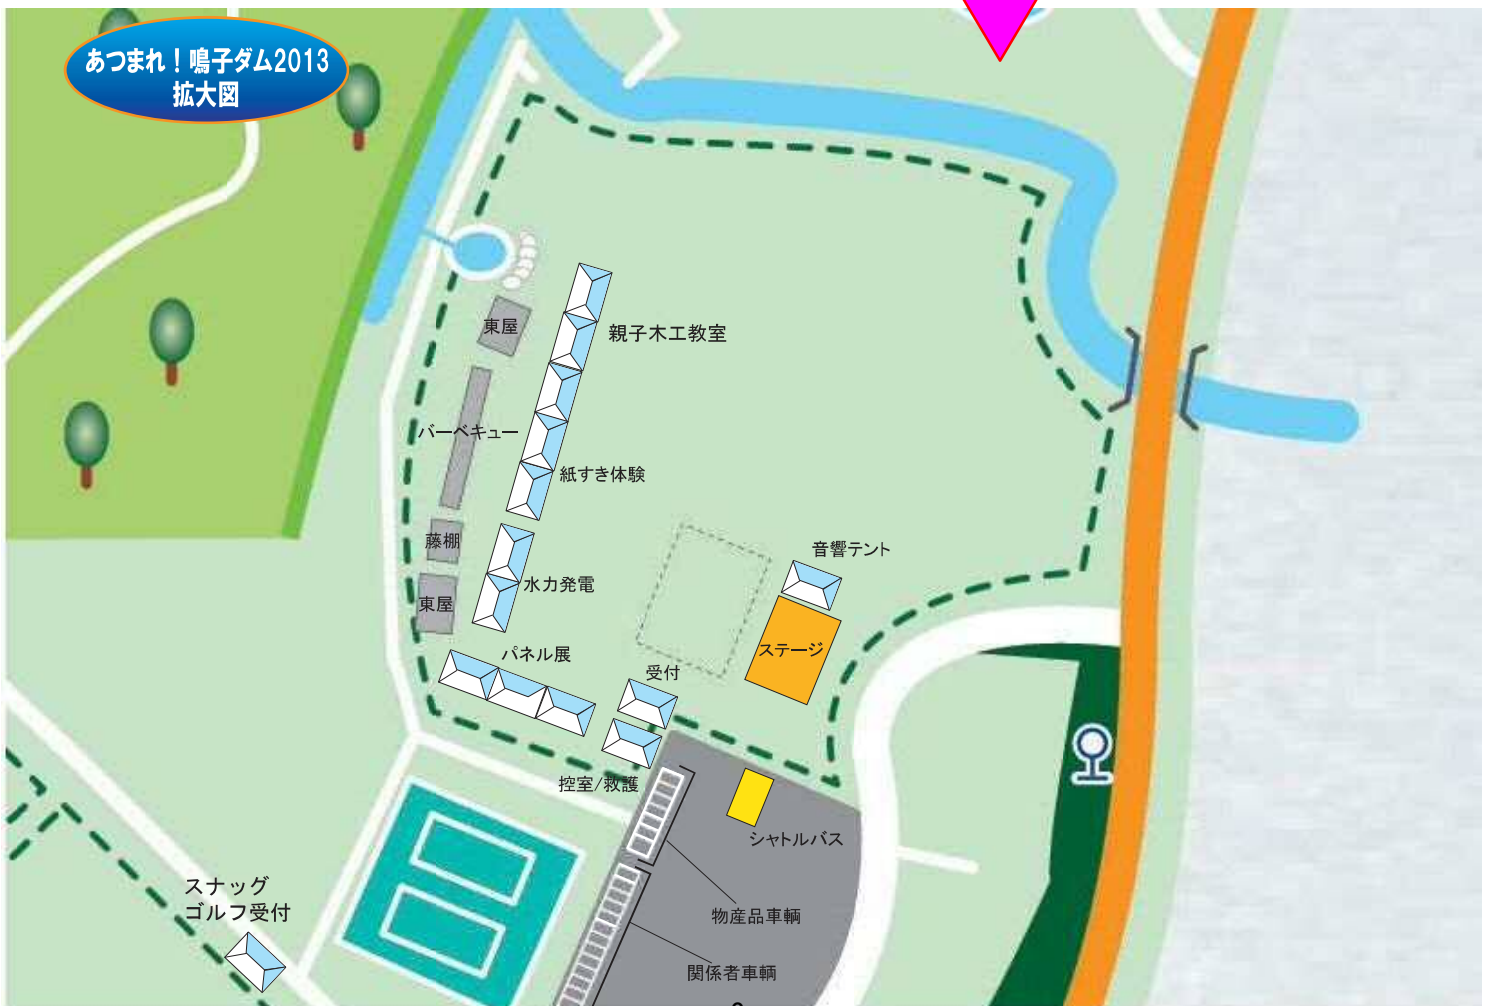 あつまれ！鳴子ダム2013
拡大図
東屋
親子木工教室
バーベキュー
紙すき体験
藤棚
音響テント
水力発電
東屋
パネル展
ステージ
受付
控室/救護
シャトルバス
スナッグ
ゴルフ受付
物産品車輌
関係者車輌